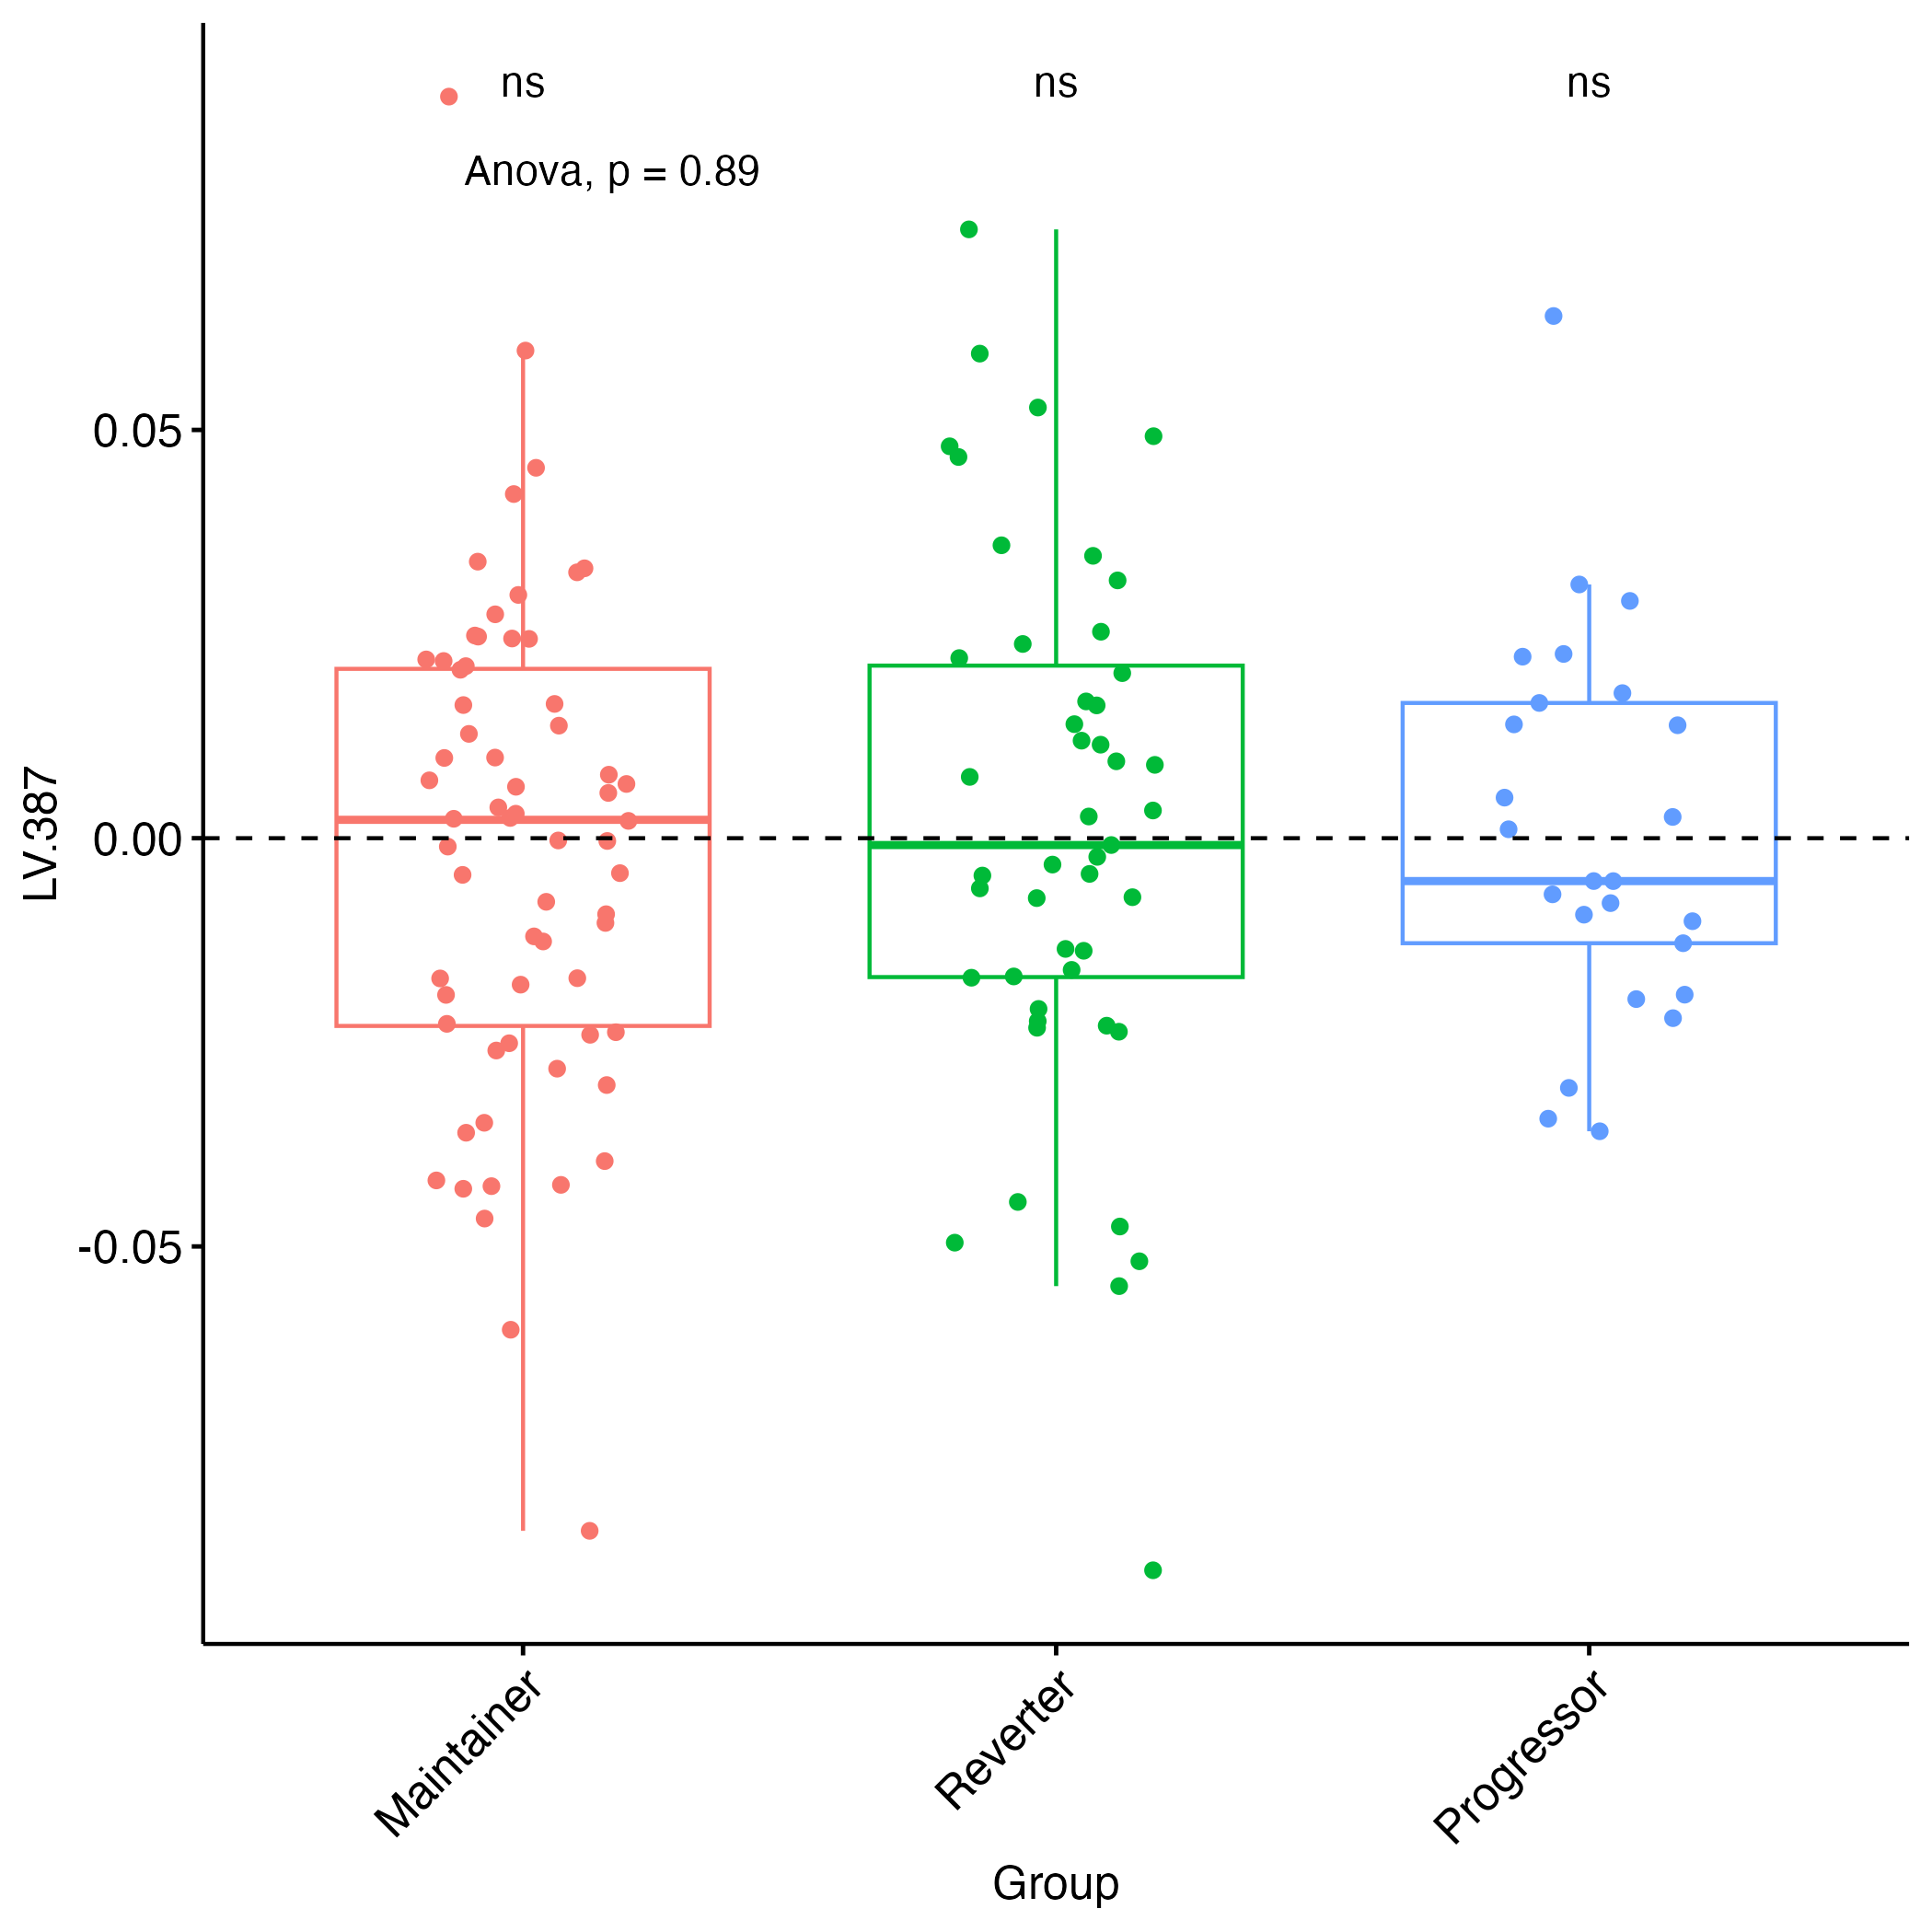 ns ns ns
Anova, p = 0.89
LV.387
0.05
0.00
-0.05
Maintainer Reverter Progressor
Group